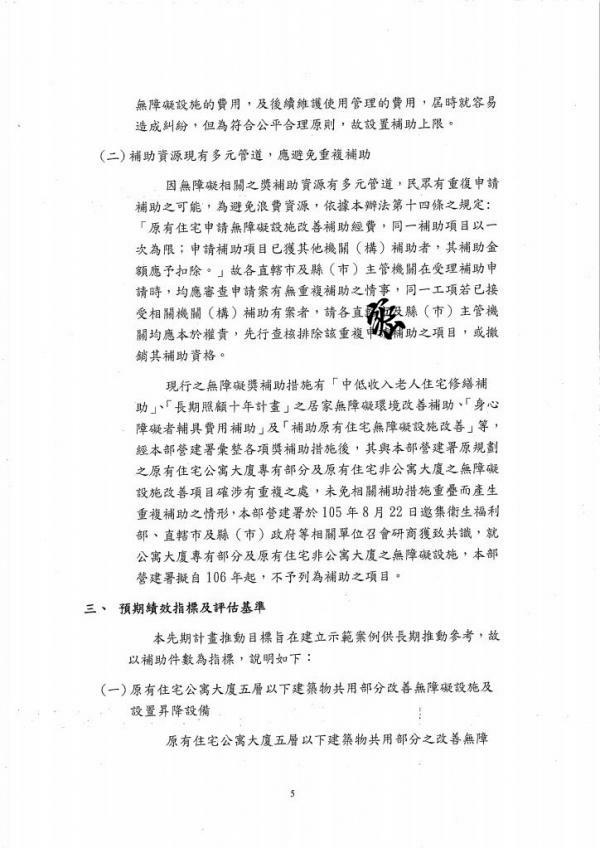 無障礙設施的費用，及後續維護使用管理的費用，屆時就容易
造成糾紛，但為符合公平合理原則，故設置補助上限。
(二)補助資源現有多元管道，應避免重複補助
因無障礙相關之獎補助資源有多元管道，民眾有重復申請
補助之可能，為避免浪費資源，依據本辦法第十四條之規定：
「原有住宅申請無障礙設施改善補助經費，同一補助項目以一
次為限；申請補助項目已獲其他機關（構）補助者，其補助金
額應予扣除。」故各直轄市及縣（市）主管機關在受理補助申
請時，均應審查申請案有無重複補助之情事，同一工項若已接
受相關機關（構）補助有案者，請各直及縣（市）主管機
關均應本於權責，先行查核排除該重複申補助之項目，或撤
銷其補助資格。
現行之無障礙獎補助措施有「中低收入老人住宅修繕補
助」、「長期照顧十年計畫」之居家無障礙環境改善補助、「身心
障礙者輔具費用補助」及「補助原有住宅無障礙設施改善」等，
經本部營建署彙整各項獎補助措施後，其與本部營建署原規劃
之原有住宅公寓大廈專有部分及原有住宅非公寓大廈之無障礙
設施改善項目確涉有重複之處，未免相關補助措施重疊而產生
重複補助之情形，本部營建署於 105 年 8 月 22 日邀集衛生福利
部、直轄市及縣（市）政府等相關單位召會研商獲致共識，就
公寓大廈專有部分及原有住宅非公寓大廈之無障礙設施，本部
營建署擬自 106 年起，不予列為補助之項目。
三、 預期績效指標及評估基準
本先期計畫推動目標旨在建立示範案例供長期推動參考，故
以補助件數為指標，說明如下：
(一)原有住宅公寓大廈五層以下建築物共用部分改善無障礙設施及
設置昇降設備
原有住宅公寓大廈五層以下建築物共用部分之改善無障
5